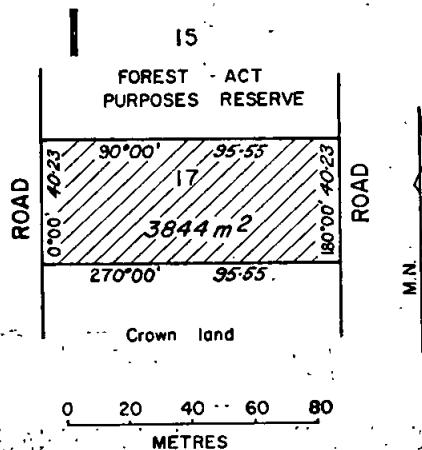 15
FOREST ACT
PURPOSES RESERVE
90°00' 95·55
ROAD
0°00' 40·23
17
3844 m²
180°00' 40·23
ROAD
270°00' 95·55
M.N.
Crown land
0 20 40 60 80
METRES